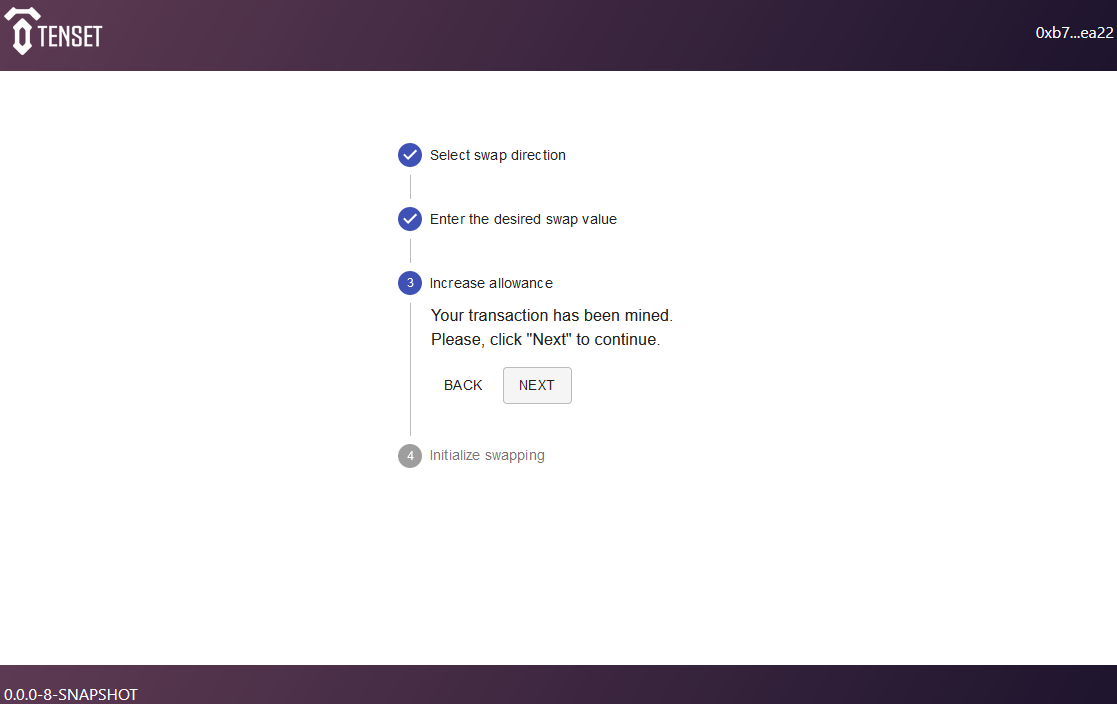 TENSET
0xb7...ea22
Select swap direction
Enter the desired swap value
3 Increase allowance
Your transaction has been mined.
Please, click "Next" to continue.
BACK NEXT
4 Initialize swapping
0.0.0-8-SNAPSHOT